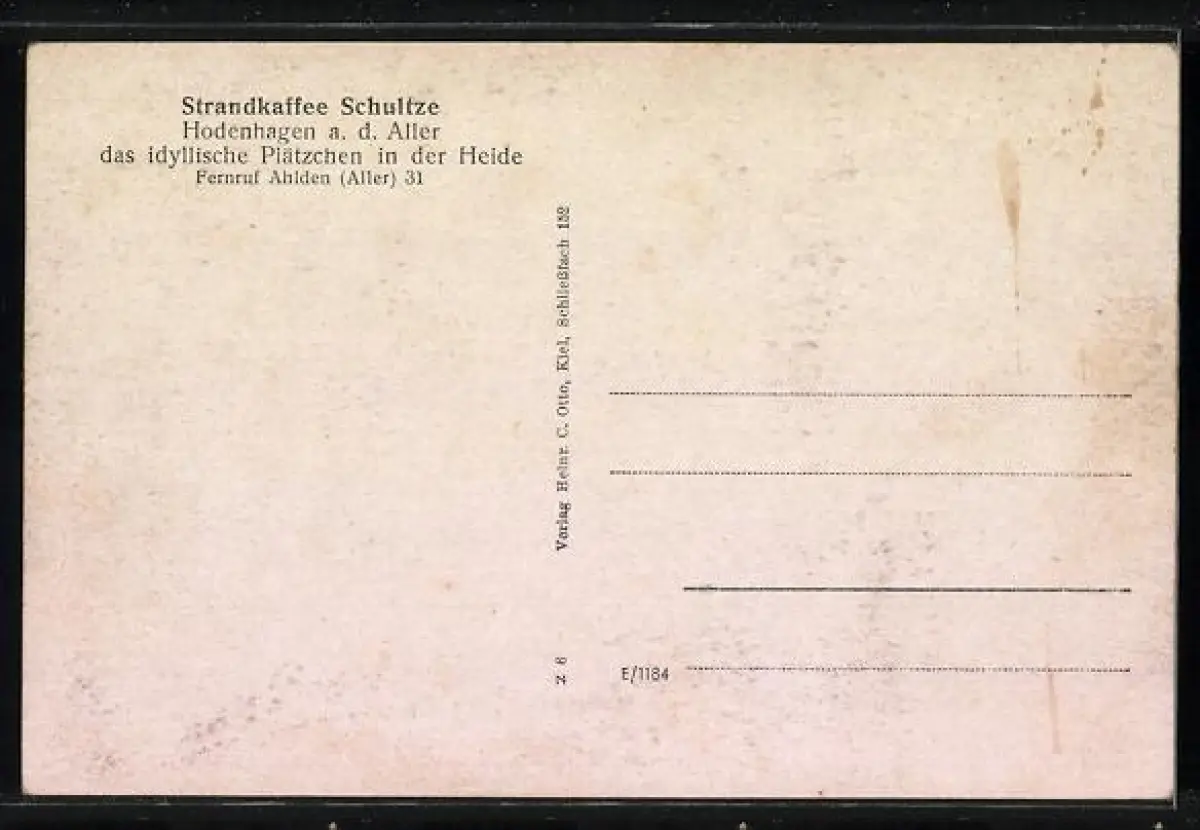 Strandkaffee Schultze
Hodenhagen a. d. Aller
das idyllische Plätzchen in der Heide
Fernruf Ahlden (Aller) 31
Verlag Heinr. C. Otto, Kiel, Schließfach 132
Z 6
E/1184